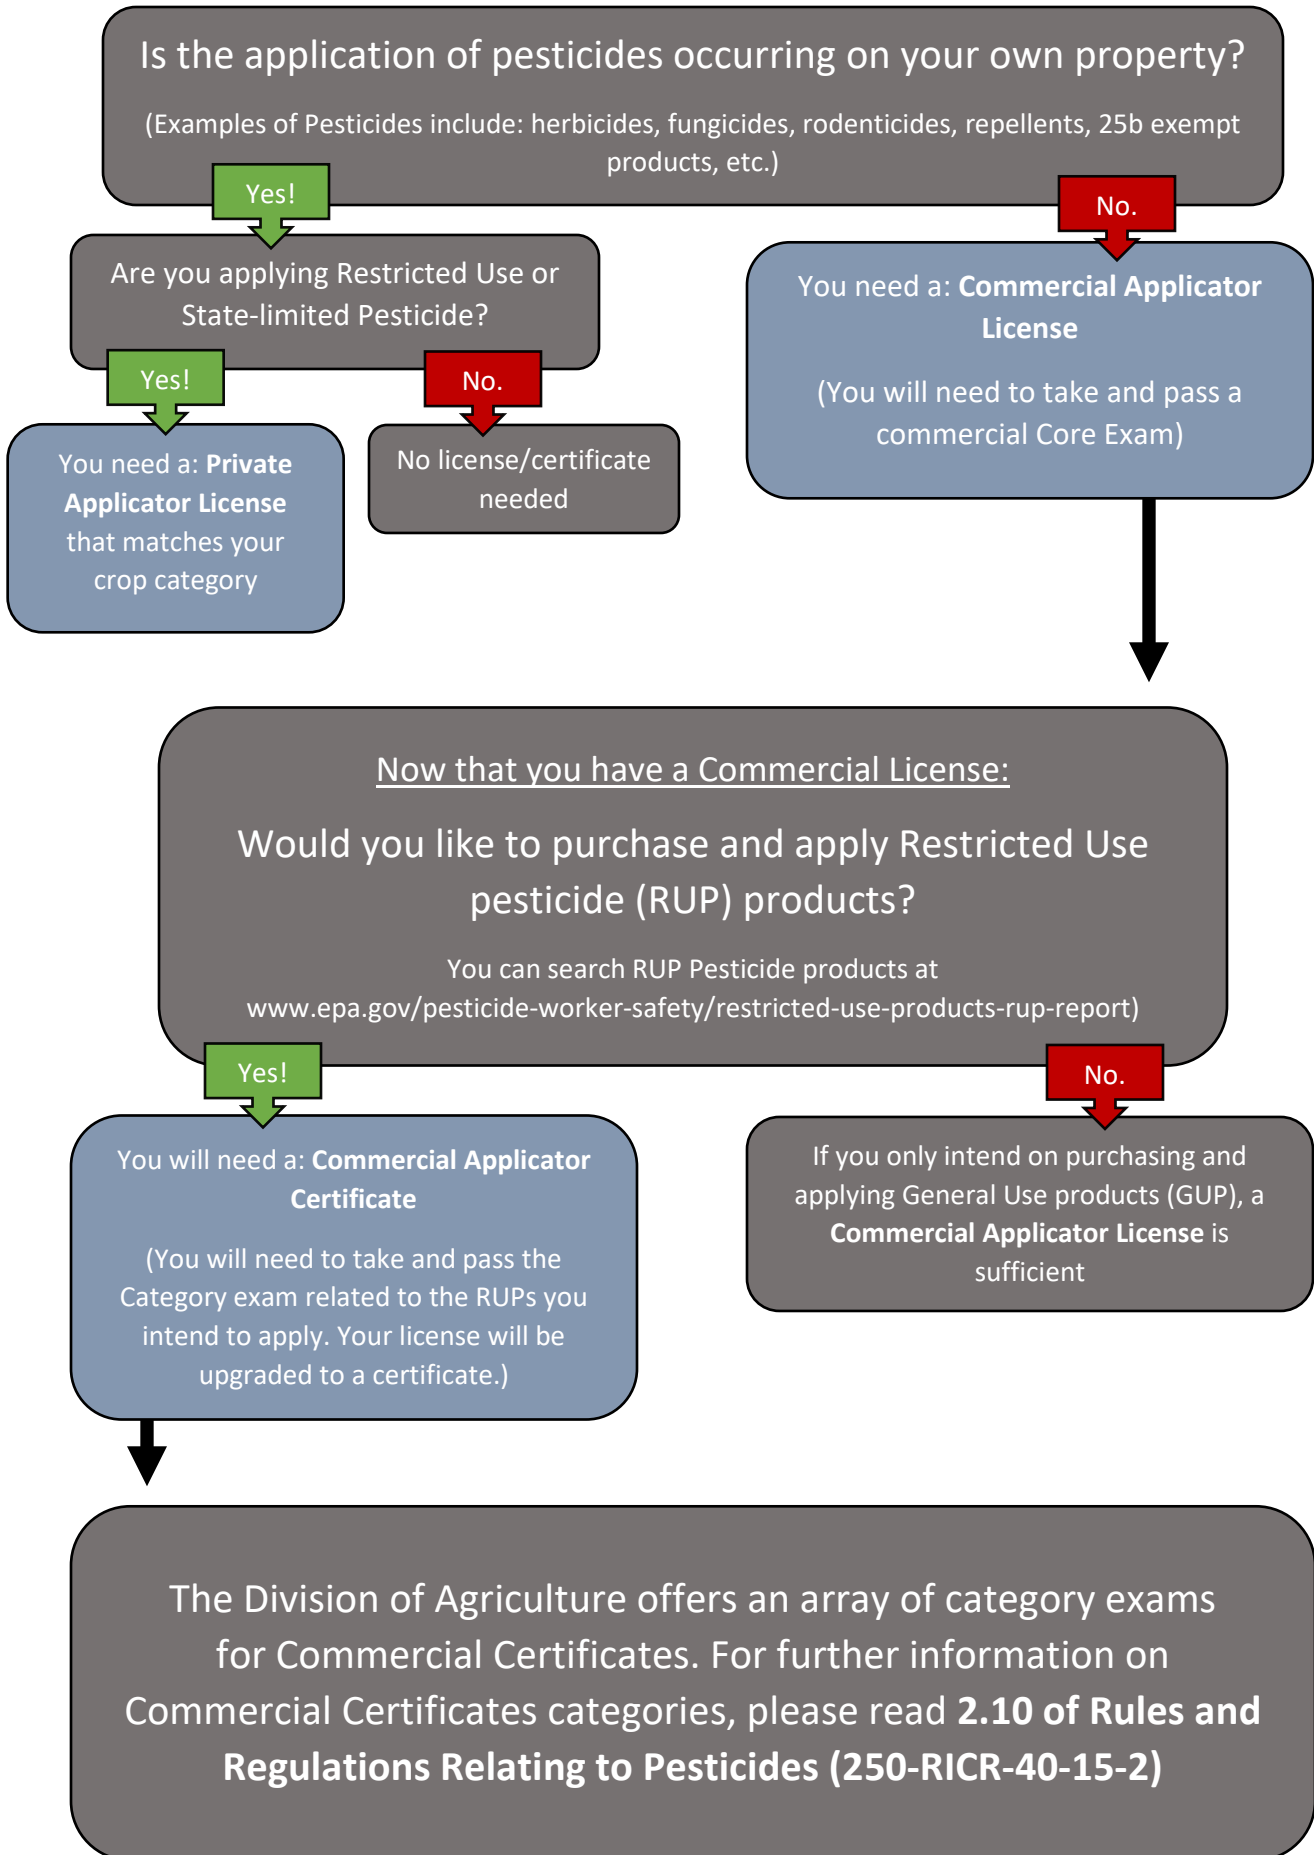 Is the application of pesticides occurring on your own property?
(Examples of Pesticides include: herbicides, fungicides, rodenticides, repellents, 25b exempt
products, etc.)
Yes!
No.
Are you applying Restricted Use or
State-limited Pesticide?
You need a: Commercial Applicator
License
(You will need to take and pass a
commercial Core Exam)
Yes!
No.
You need a: Private
Applicator License
that matches your
crop category
No license/certificate
needed
Now that you have a Commercial License:
Would you like to purchase and apply Restricted Use
pesticide (RUP) products?
You can search RUP Pesticide products at
www.epa.gov/pesticide-worker-safety/restricted-use-products-rup-report)
Yes!
No.
You will need a: Commercial Applicator
Certificate
(You will need to take and pass the
Category exam related to the RUPs you
intend to apply. Your license will be
upgraded to a certificate.)
If you only intend on purchasing and
applying General Use products (GUP), a
Commercial Applicator License is
sufficient
The Division of Agriculture offers an array of category exams
for Commercial Certificates. For further information on
Commercial Certificates categories, please read 2.10 of Rules and
Regulations Relating to Pesticides (250-RICR-40-15-2)